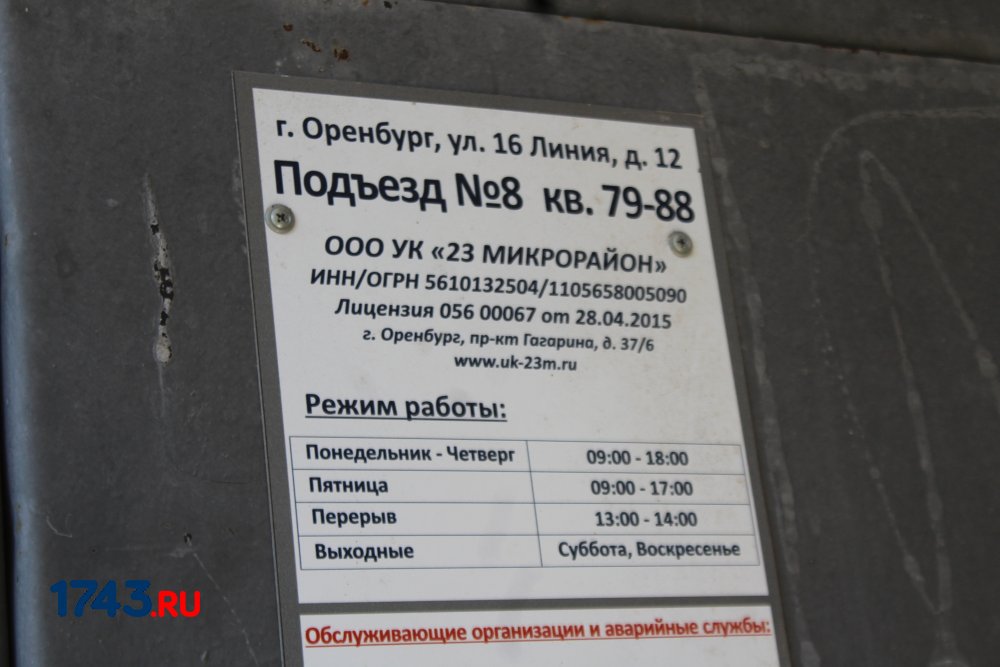 г. Оренбург, ул. 16 Линия, д. 12
Подъезд №8 кв. 79-88
ООО УК «23 МИКРОРАЙОН»
ИНН/ОГРН 5610132504/1105658005090
Лицензия 056 00067 от 28.04.2015
г. Оренбург, пр-кт Гагарина, д. 37/6
www.uk-23m.ru
Режим работы:
Понедельник - Четверг 09:00 - 18:00
Пятница 09:00 - 17:00
Перерыв 13:00 - 14:00
Выходные Суббота, Воскресенье
Обслуживающие организации и аварийные службы:
1743.RU